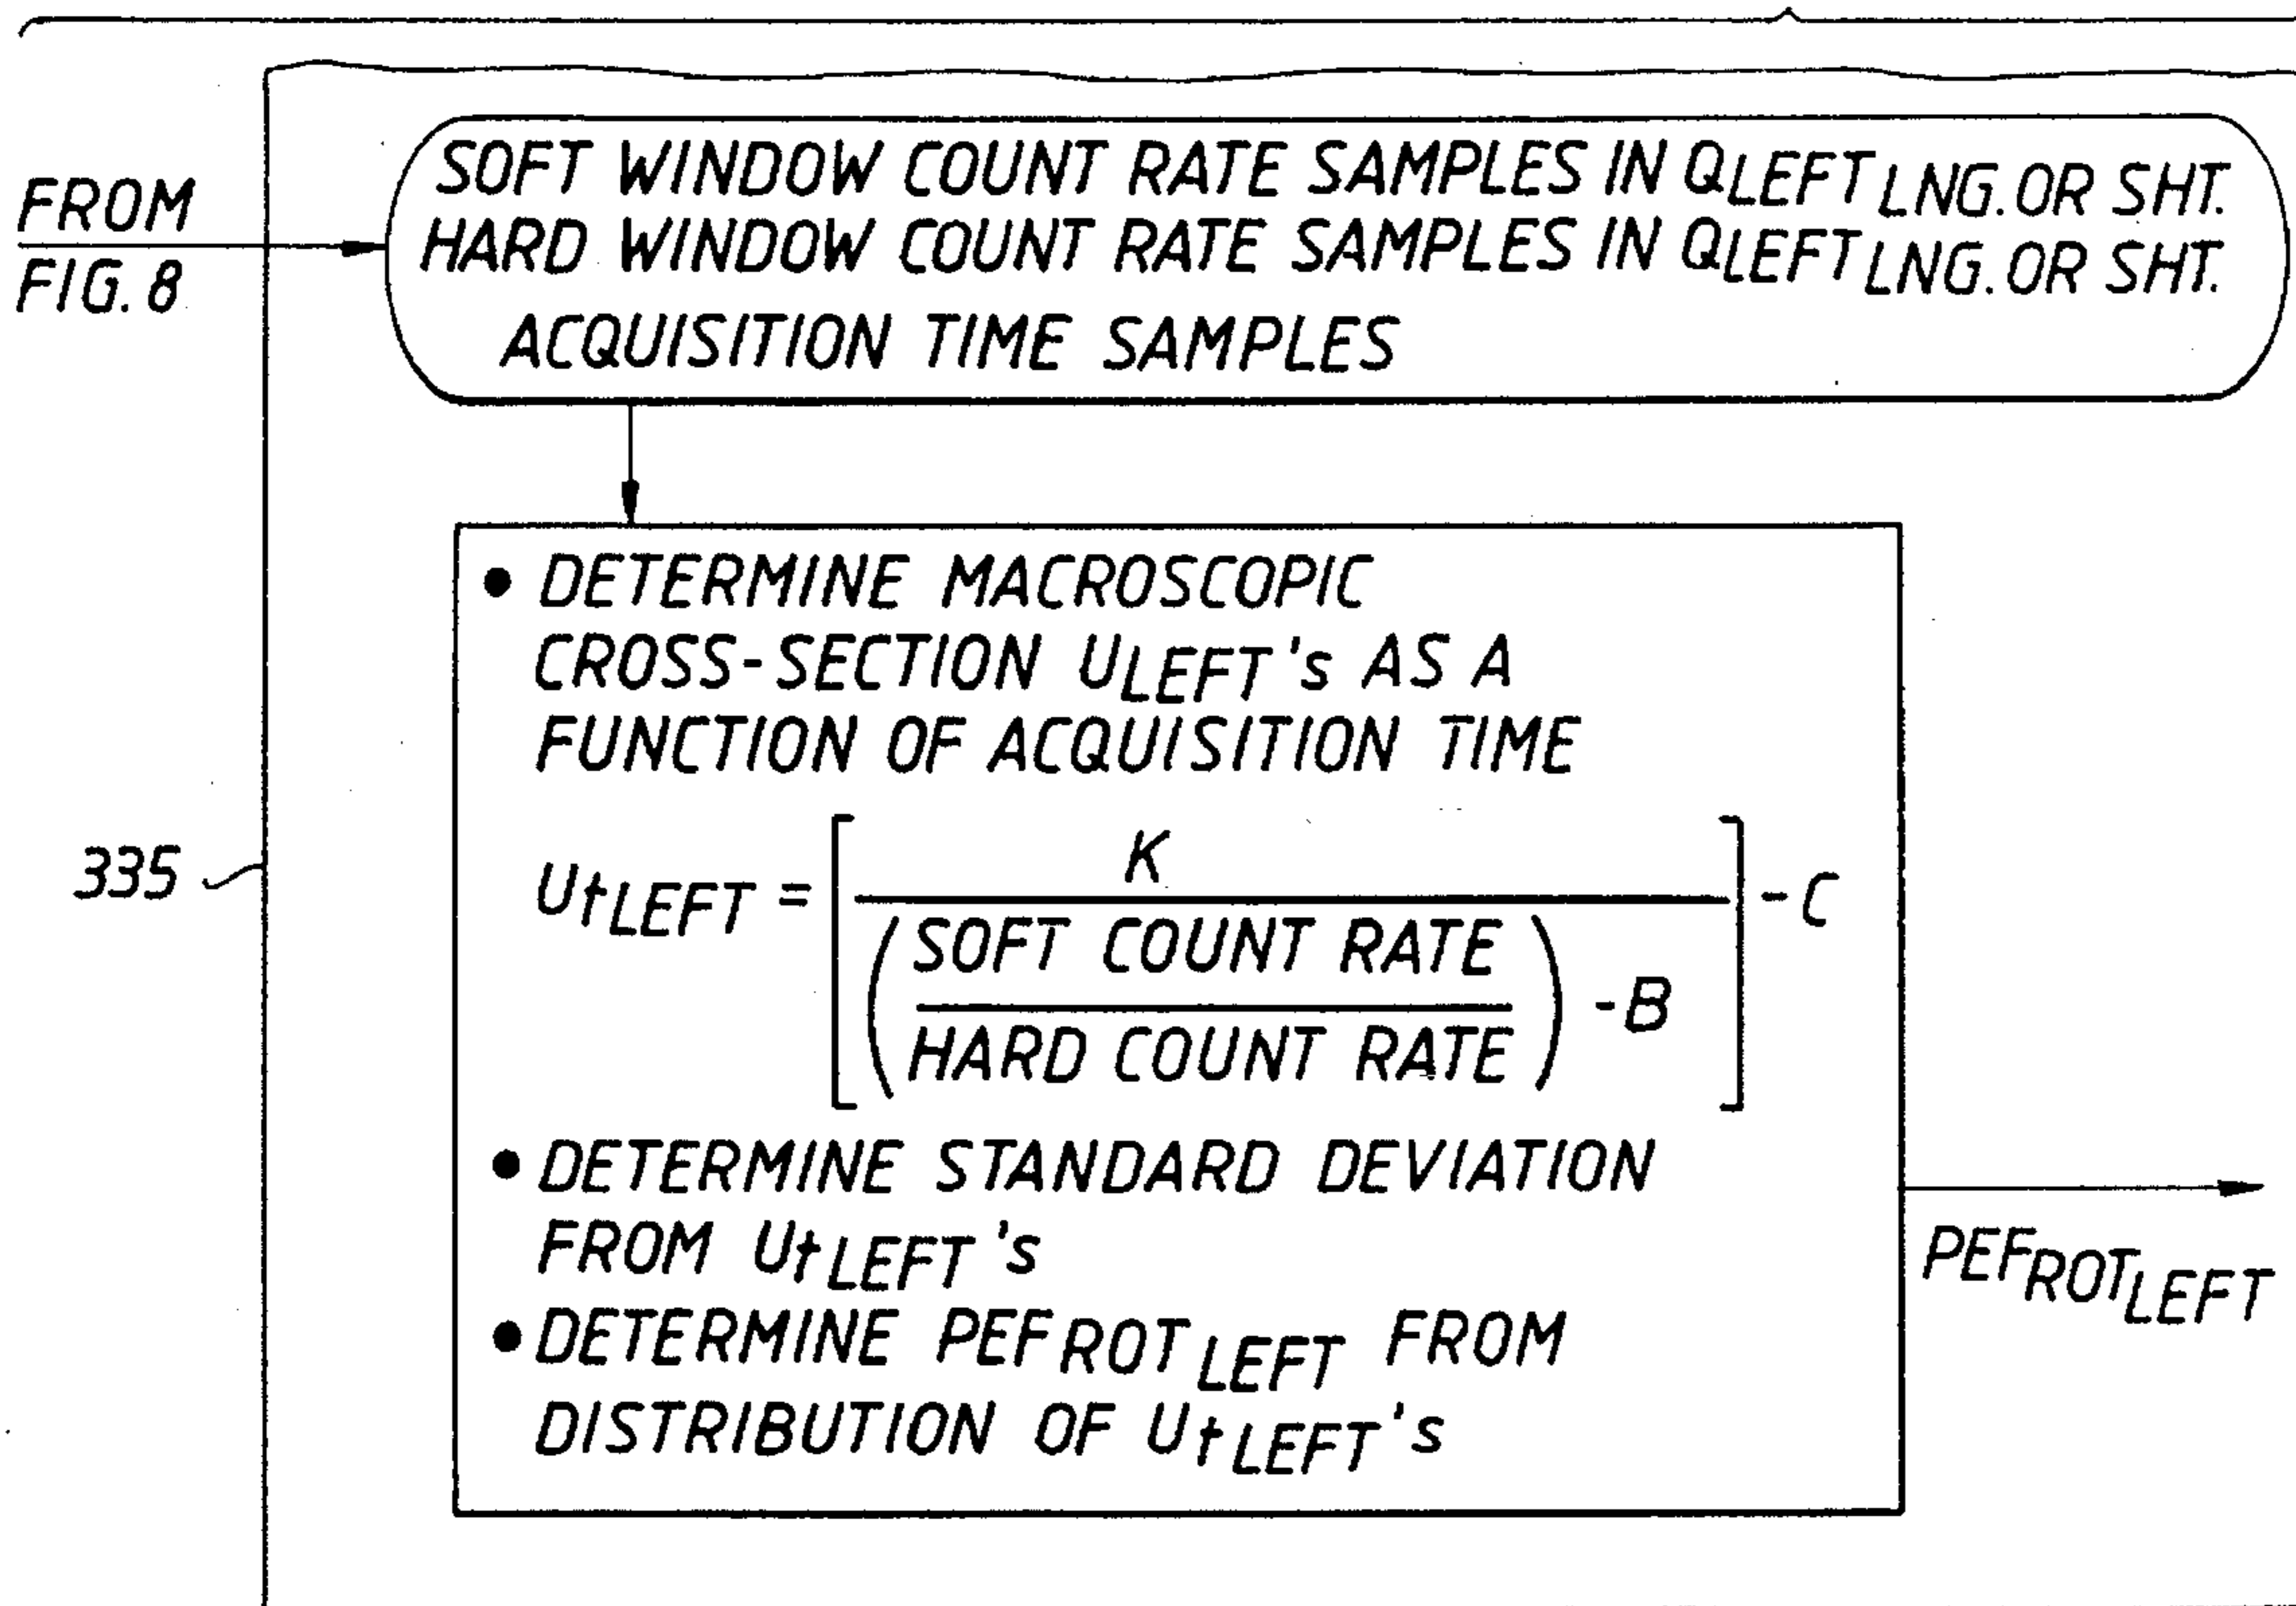 FROM
FIG. 8
SOFT WINDOW COUNT RATE SAMPLES IN QLEFT LNG. OR SHT.
HARD WINDOW COUNT RATE SAMPLES IN QLEFT LNG. OR SHT.
ACQUISITION TIME SAMPLES
• DETERMINE MACROSCOPIC
CROSS-SECTION ULEFT's AS A
FUNCTION OF ACQUISITION TIME
335
UtLEFT = [ K / ( SOFT COUNT RATE / HARD COUNT RATE ) - B ] - C
• DETERMINE STANDARD DEVIATION
FROM UtLEFT's
• DETERMINE PEFROTLEFT FROM
DISTRIBUTION OF UtLEFT's
PEFROTLEFT